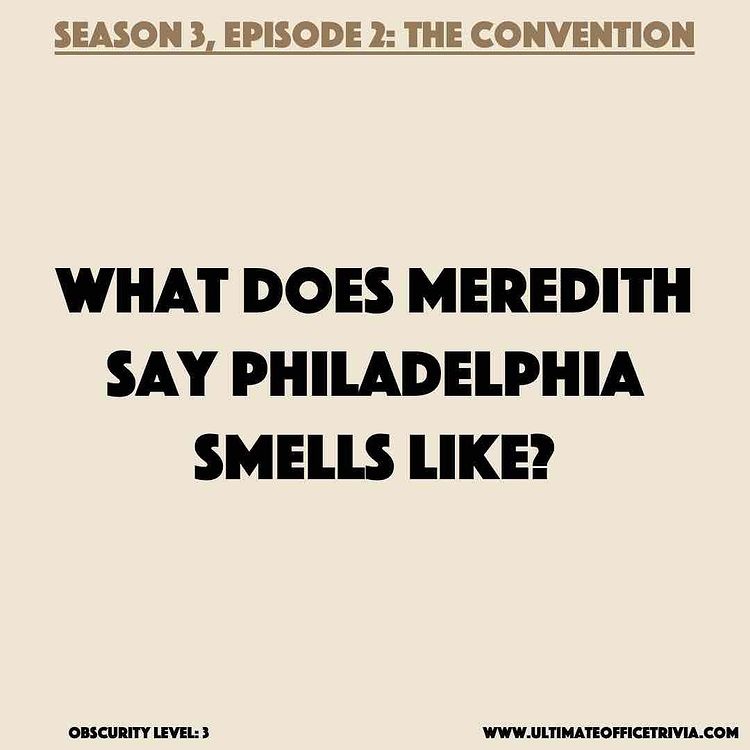 SEASON 3, EPISODE 2: THE CONVENTION
WHAT DOES MEREDITH
SAY PHILADELPHIA
SMELLS LIKE?
OBSCURITY LEVEL: 3
WWW.ULTIMATEOFFICETRIVIA.COM